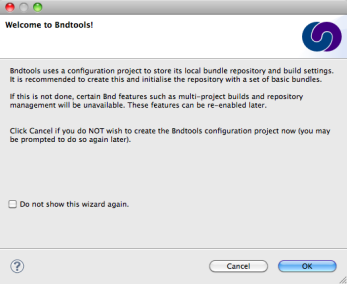 Welcome to Bndtools!
Bndtools uses a configuration project to store its local bundle repository and build settings.
It is recommended to create this and initialise the repository with a set of basic bundles.
If this is not done, certain Bnd features such as multi-project builds and repository
management will be unavailable. These features can be re-enabled later.
Click Cancel if you do NOT wish to create the Bndtools configuration project now (you may
be prompted to do so again later).
Do not show this wizard again.
?
Cancel
OK